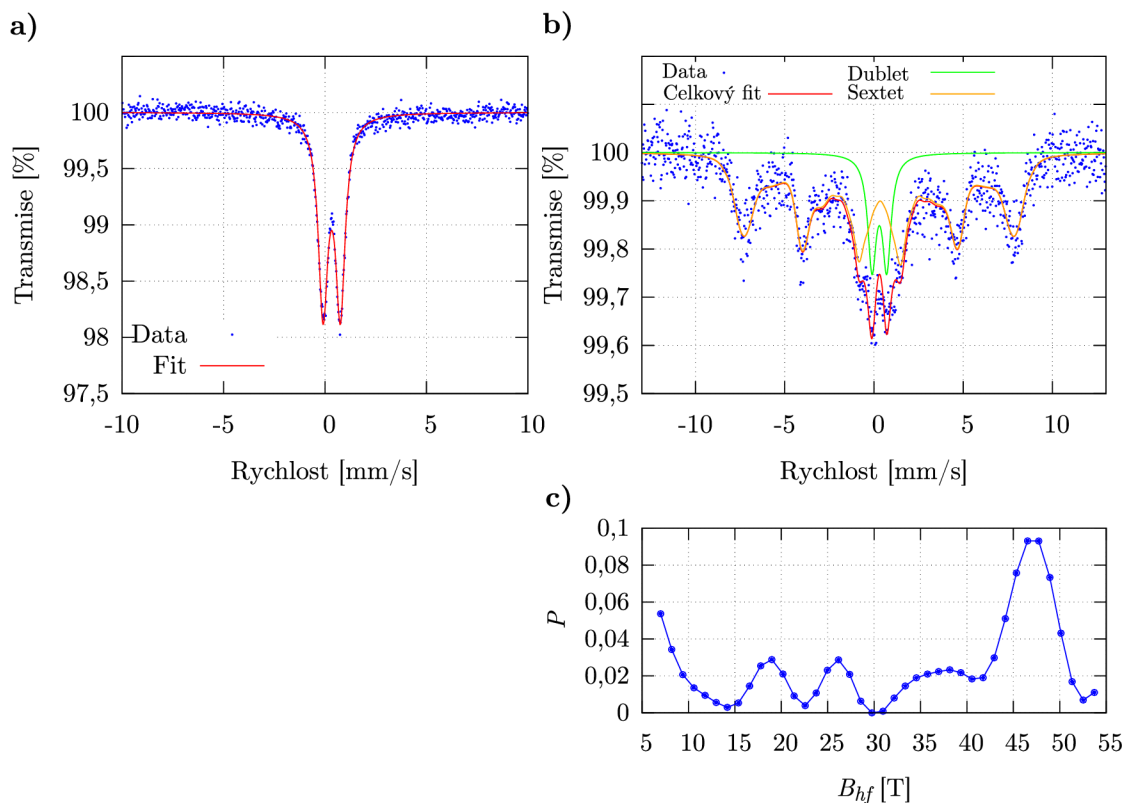 a)
100
99,5
99
98,5
98
97,5
Transmise [%]
Data
Fit
-10
-5
0
5
10
Rychlost [mm/s]
b)
Data
Dublet
Celkový fit
Sextet
100
99,9
99,8
99,7
99,6
99,5
Transmise [%]
-10
-5
0
5
10
Rychlost [mm/s]
c)
0,1
0,08
0,06
0,04
0,02
0
P
5
10
15
20
25
30
35
40
45
50
55
B_hf [T]